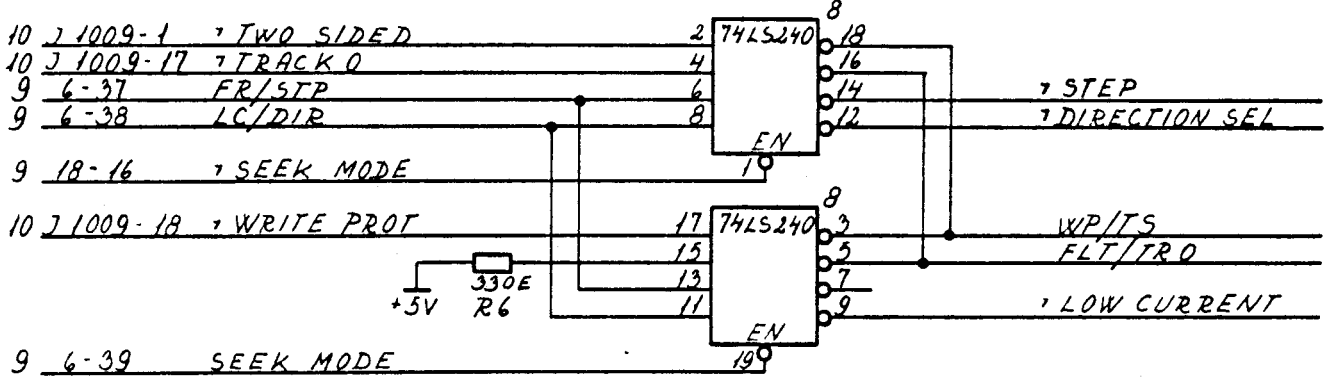 8
10 J 1009-1 ¬ TWO SIDED 2 74LS240 18
10 J 1009-17 ¬ TRACK 0 4 16
9 6-37 FR/STP 6 14 ¬ STEP
9 6-38 LC/DIR 8 12 ¬ DIRECTION SEL
EN
9 18-16 ¬ SEEK MODE 1
8
10 J 1009-18 ¬ WRITE PROT 17 74LS240 3 WP/TS
15 5 FLT/TR0
330E 13 7
+5V R6 11 9 ¬ LOW CURRENT
EN
9 6-39 SEEK MODE 19